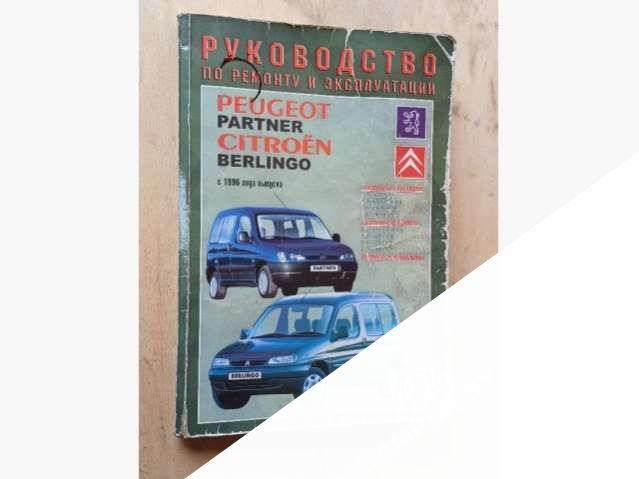 РУКОВОДСТВО
ПО РЕМОНТУ И ЭКСПЛУАТАЦИИ
PEUGEOT
PARTNER
CITROËN
BERLINGO
с 1996 года выпуска
PARTNER
BERLINGO